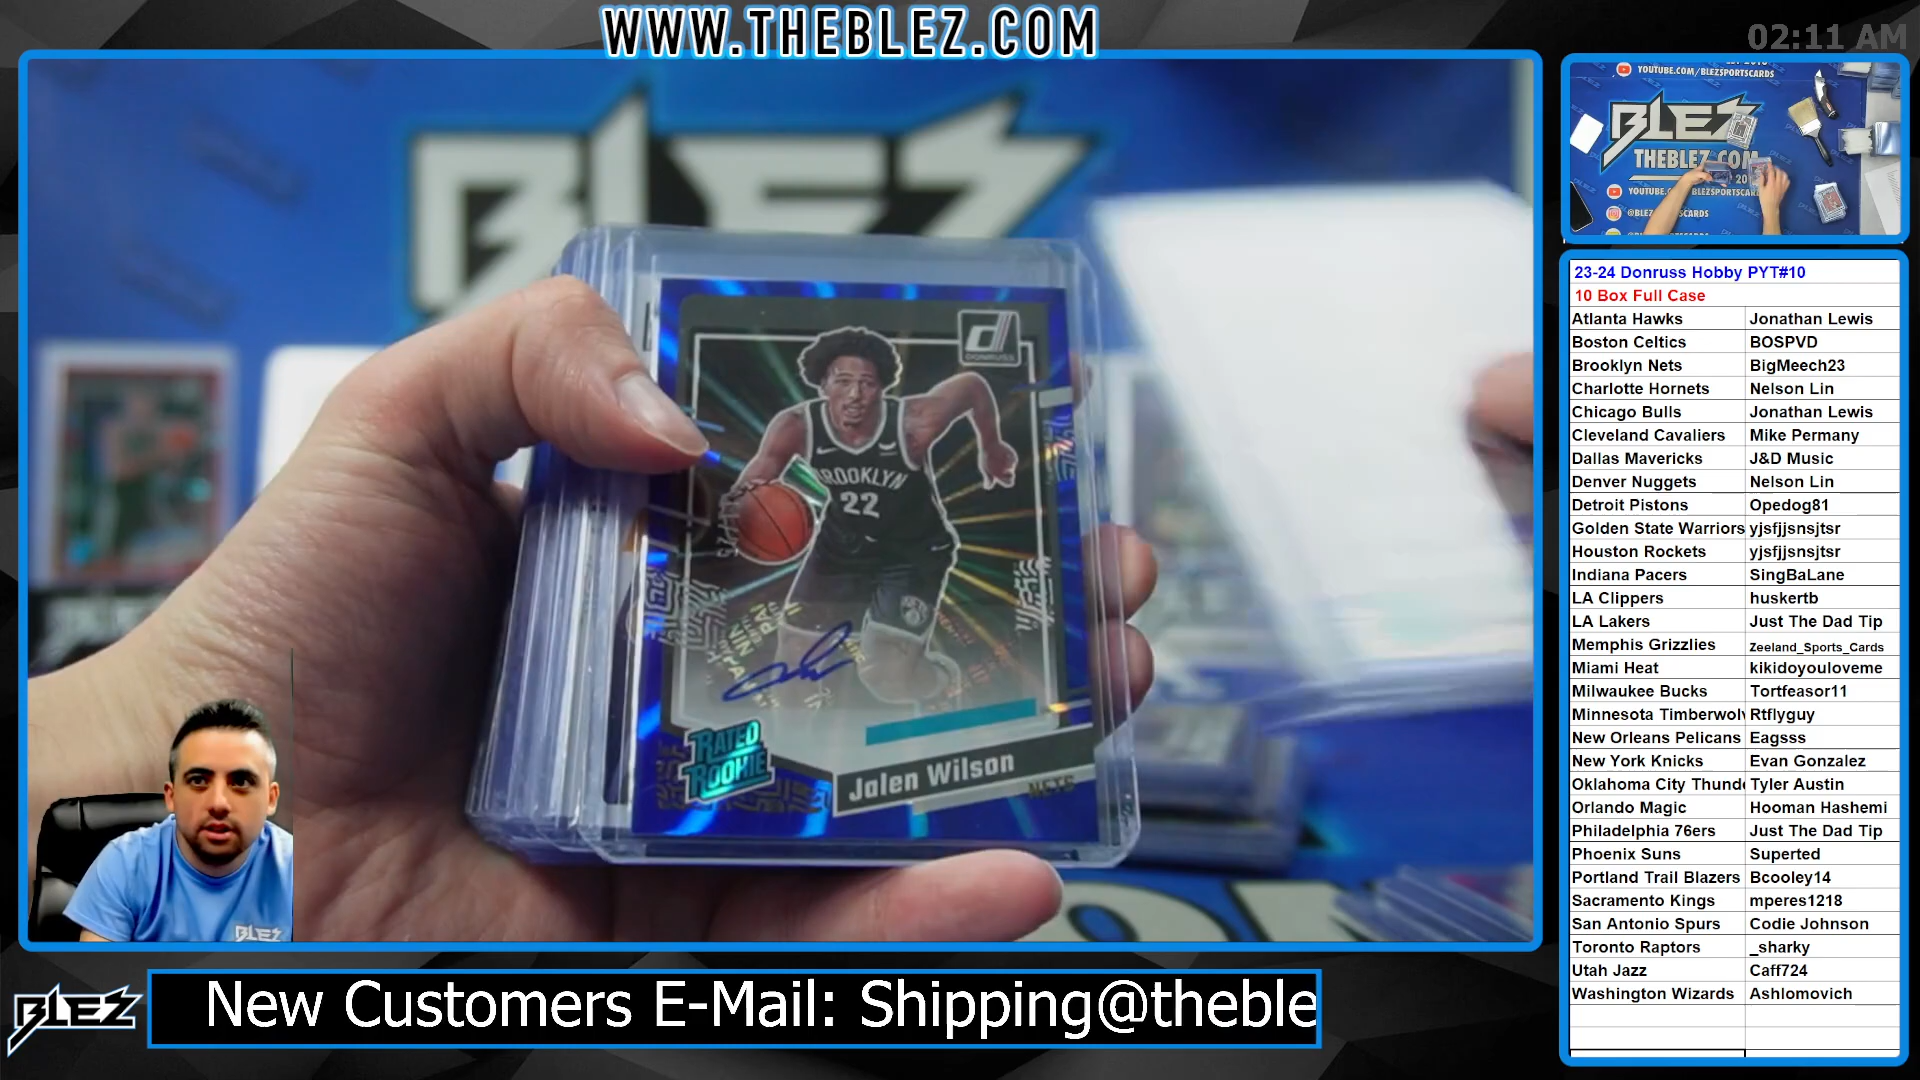 WWW.THEBLEZ.COM
02:11 AM
BLEZ
YOUTUBE.COM/BLEZSPORTSCARDS
BLEZ
THEBLEZ.COM
@BLEZ
DONRUSS
BROOKLYN
22
RATED
ROOKIE
Jalen Wilson
NETS
BLEZ
23-24 Donruss Hobby PYT#10
10 Box Full Case
Atlanta Hawks Jonathan Lewis
Boston Celtics BOSPVD
Brooklyn Nets BigMeech23
Charlotte Hornets Nelson Lin
Chicago Bulls Jonathan Lewis
Cleveland Cavaliers Mike Permany
Dallas Mavericks J&D Music
Denver Nuggets Nelson Lin
Detroit Pistons Opedog81
Golden State Warriors yjsfjjsnsjtsr
Houston Rockets yjsfjjsnsjtsr
Indiana Pacers SingBaLane
LA Clippers huskertb
LA Lakers Just The Dad Tip
Memphis Grizzlies Zeeland_Sports_Cards
Miami Heat kikidoyouloveme
Milwaukee Bucks Tortfeasor11
Minnesota Timberwolv Rtflyguy
New Orleans Pelicans Eagsss
New York Knicks Evan Gonzalez
Oklahoma City Thunde Tyler Austin
Orlando Magic Hooman Hashemi
Philadelphia 76ers Just The Dad Tip
Phoenix Suns Superted
Portland Trail Blazers Bcooley14
Sacramento Kings mperes1218
San Antonio Spurs Codie Johnson
Toronto Raptors _sharky
Utah Jazz Caff724
Washington Wizards Ashlomovich
BLEZ
New Customers E-Mail: Shipping@theble